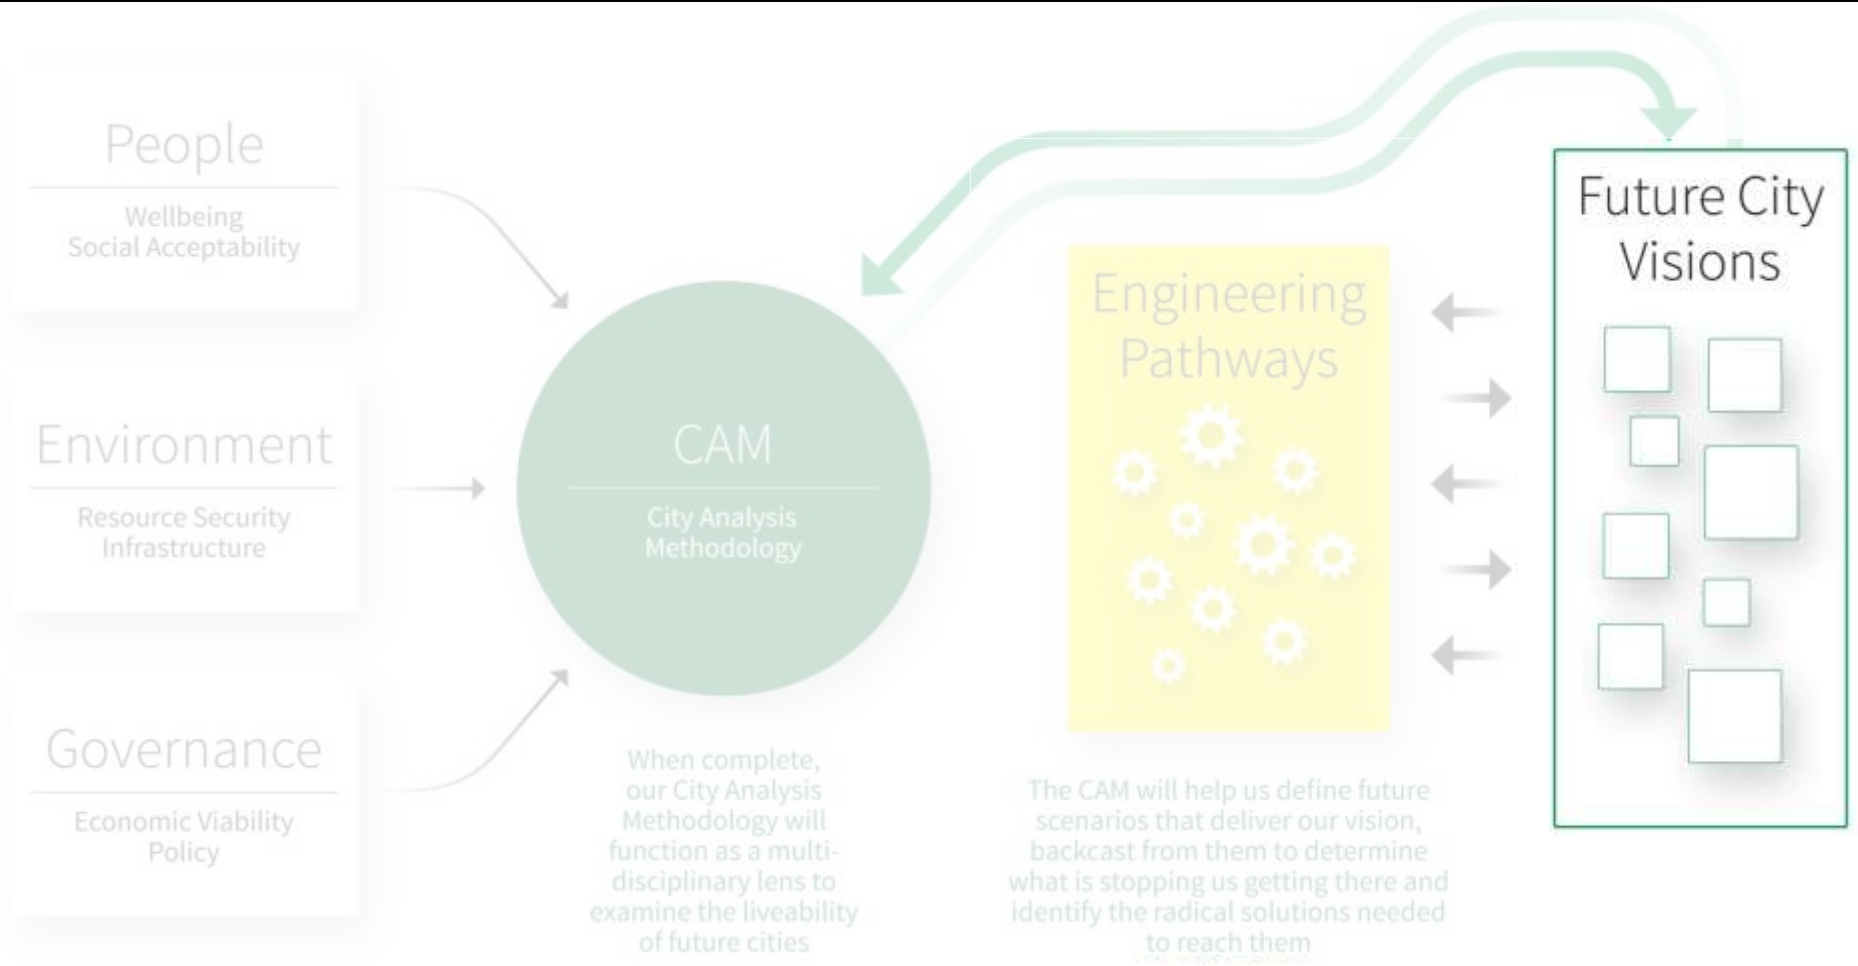 People
Wellbeing
Social Acceptability
Environment
Resource Security
Infrastructure
Governance
Economic Viability
Policy
CAM
City Analysis
Methodology
When complete,
our City Analysis
Methodology will
function as a multi-
disciplinary lens to
examine the liveability
of future cities
Engineering
Pathways
The CAM will help us define future
scenarios that deliver our vision,
backcast from them to determine
what is stopping us getting there and
identify the radical solutions needed
to reach them
Future City
Visions